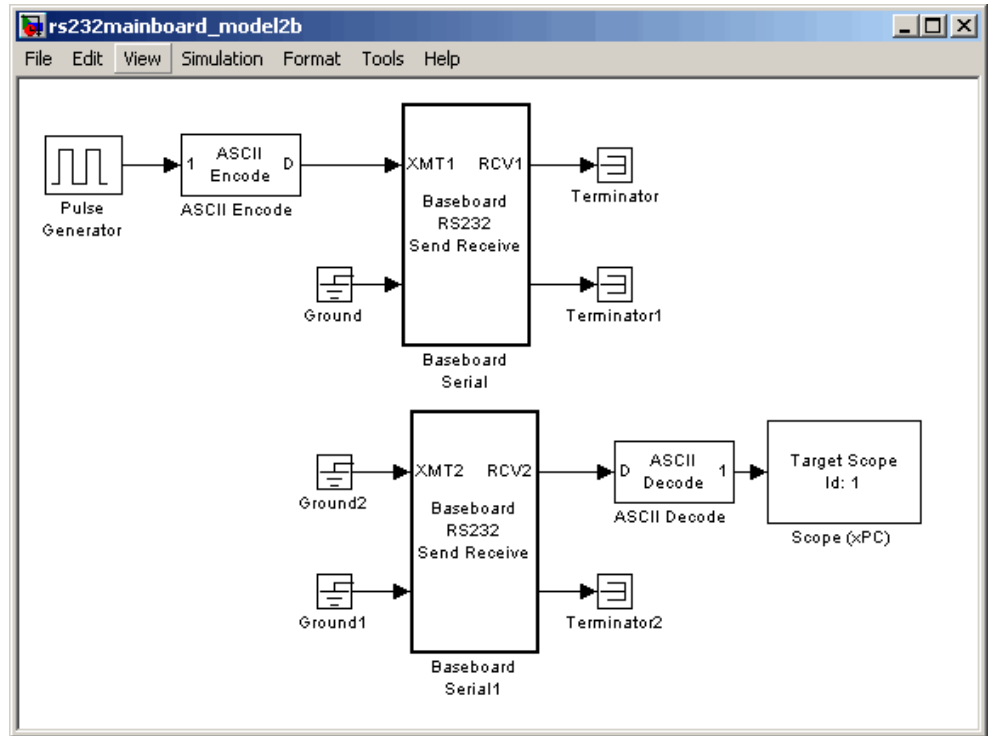 rs232mainboard_model2b
File Edit View Simulation Format Tools Help
Pulse
Generator
1 ASCII
Encode D
ASCII Encode
XMT1 RCV1
Baseboard
RS232
Send Receive
Terminator
Ground
Terminator1
Baseboard
Serial
XMT2 RCV2
Baseboard
RS232
Send Receive
Ground2
D ASCII
Decode 1
ASCII Decode
Target Scope
Id: 1
Scope (xPC)
Ground1
Terminator2
Baseboard
Serial1